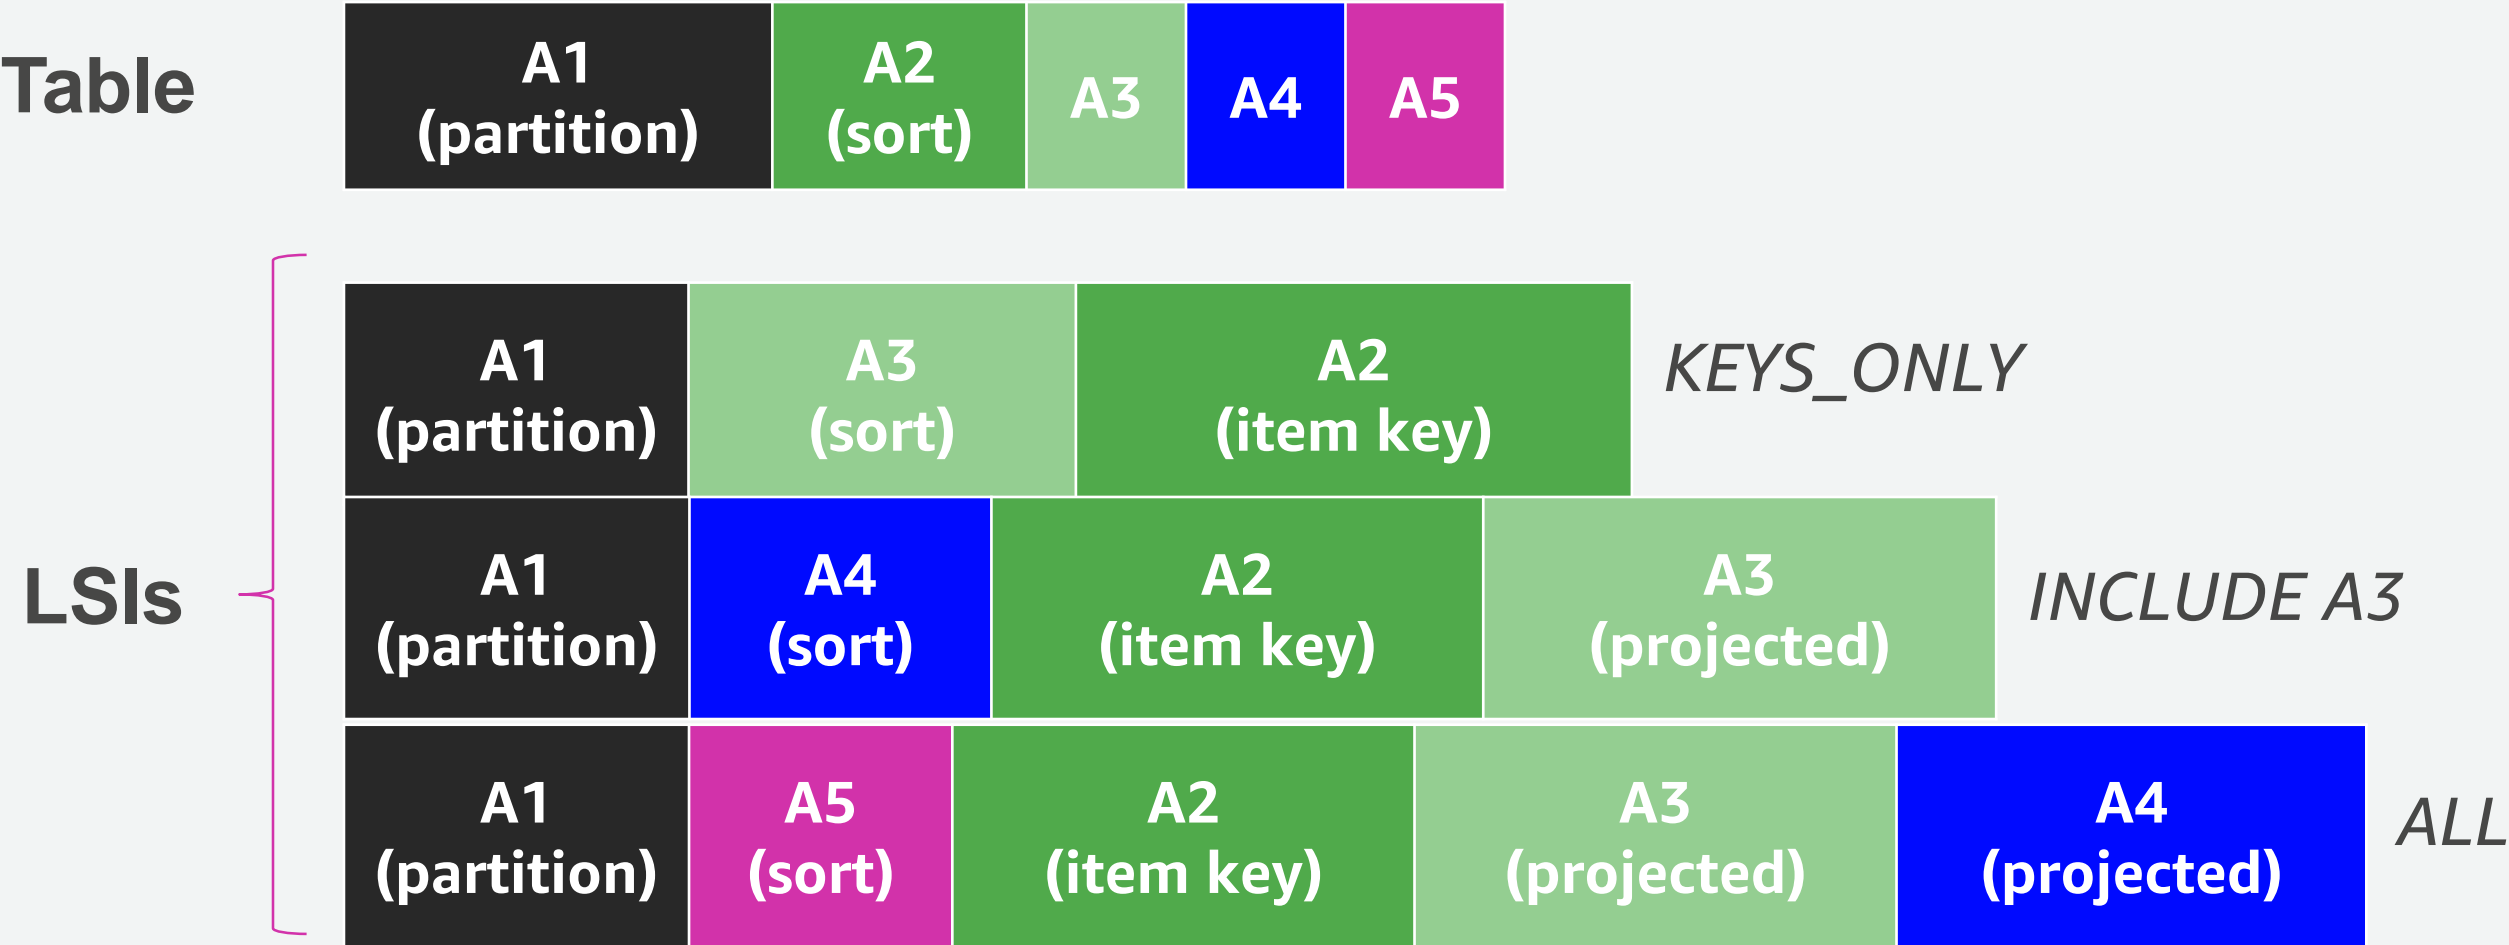 Table
A1
(partition)
A2
(sort)
A3
A4
A5
LSIs
A1
(partition)
A3
(sort)
A2
(item key)
KEYS_ONLY
A1
(partition)
A4
(sort)
A2
(item key)
A3
(projected)
INCLUDE A3
A1
(partition)
A5
(sort)
A2
(item key)
A3
(projected)
A4
(projected)
ALL